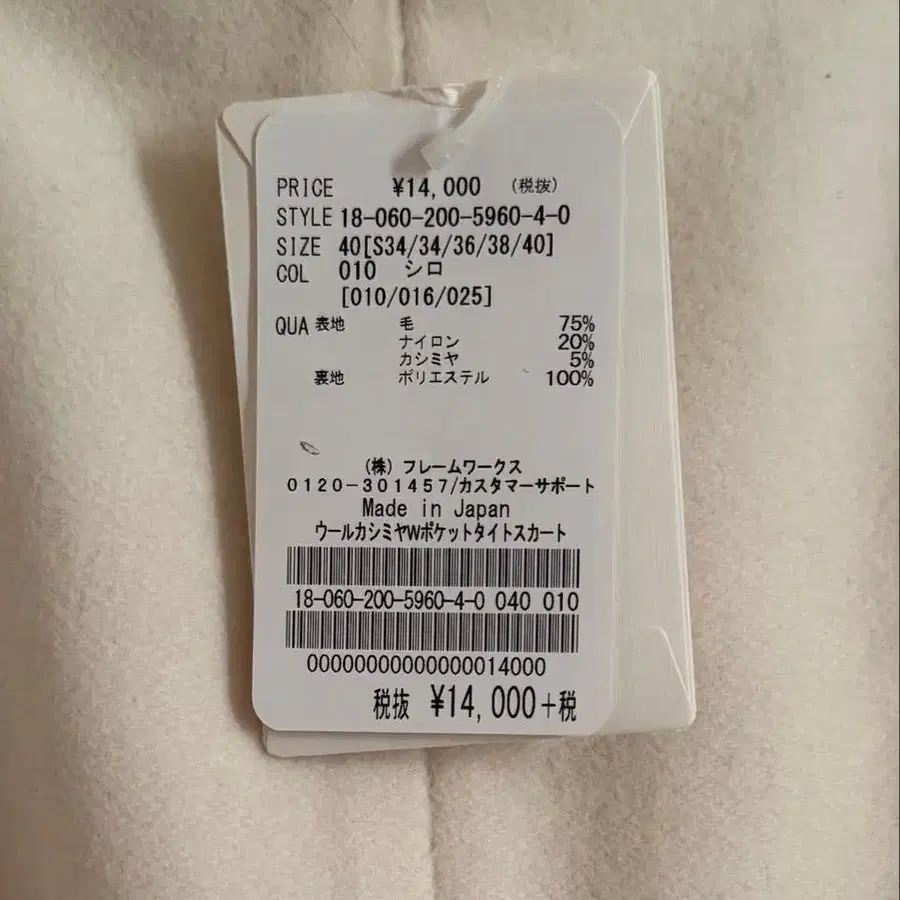 PRICE ¥14,000 (税抜)
STYLE 18-060-200-5960-4-0
SIZE 40[S34/34/36/38/40]
COL 010 シロ
[010/016/025]
QUA 表地 毛 75%
ナイロン 20%
カシミヤ 5%
裏地 ポリエステル 100%
(株) フレームワークス
0120-301457/カスタマーサポート
Made in Japan
ウールカシミヤWポケットタイトスカート
18-060-200-5960-4-0 040 010
00000000000000014000
税抜 ¥14,000+税